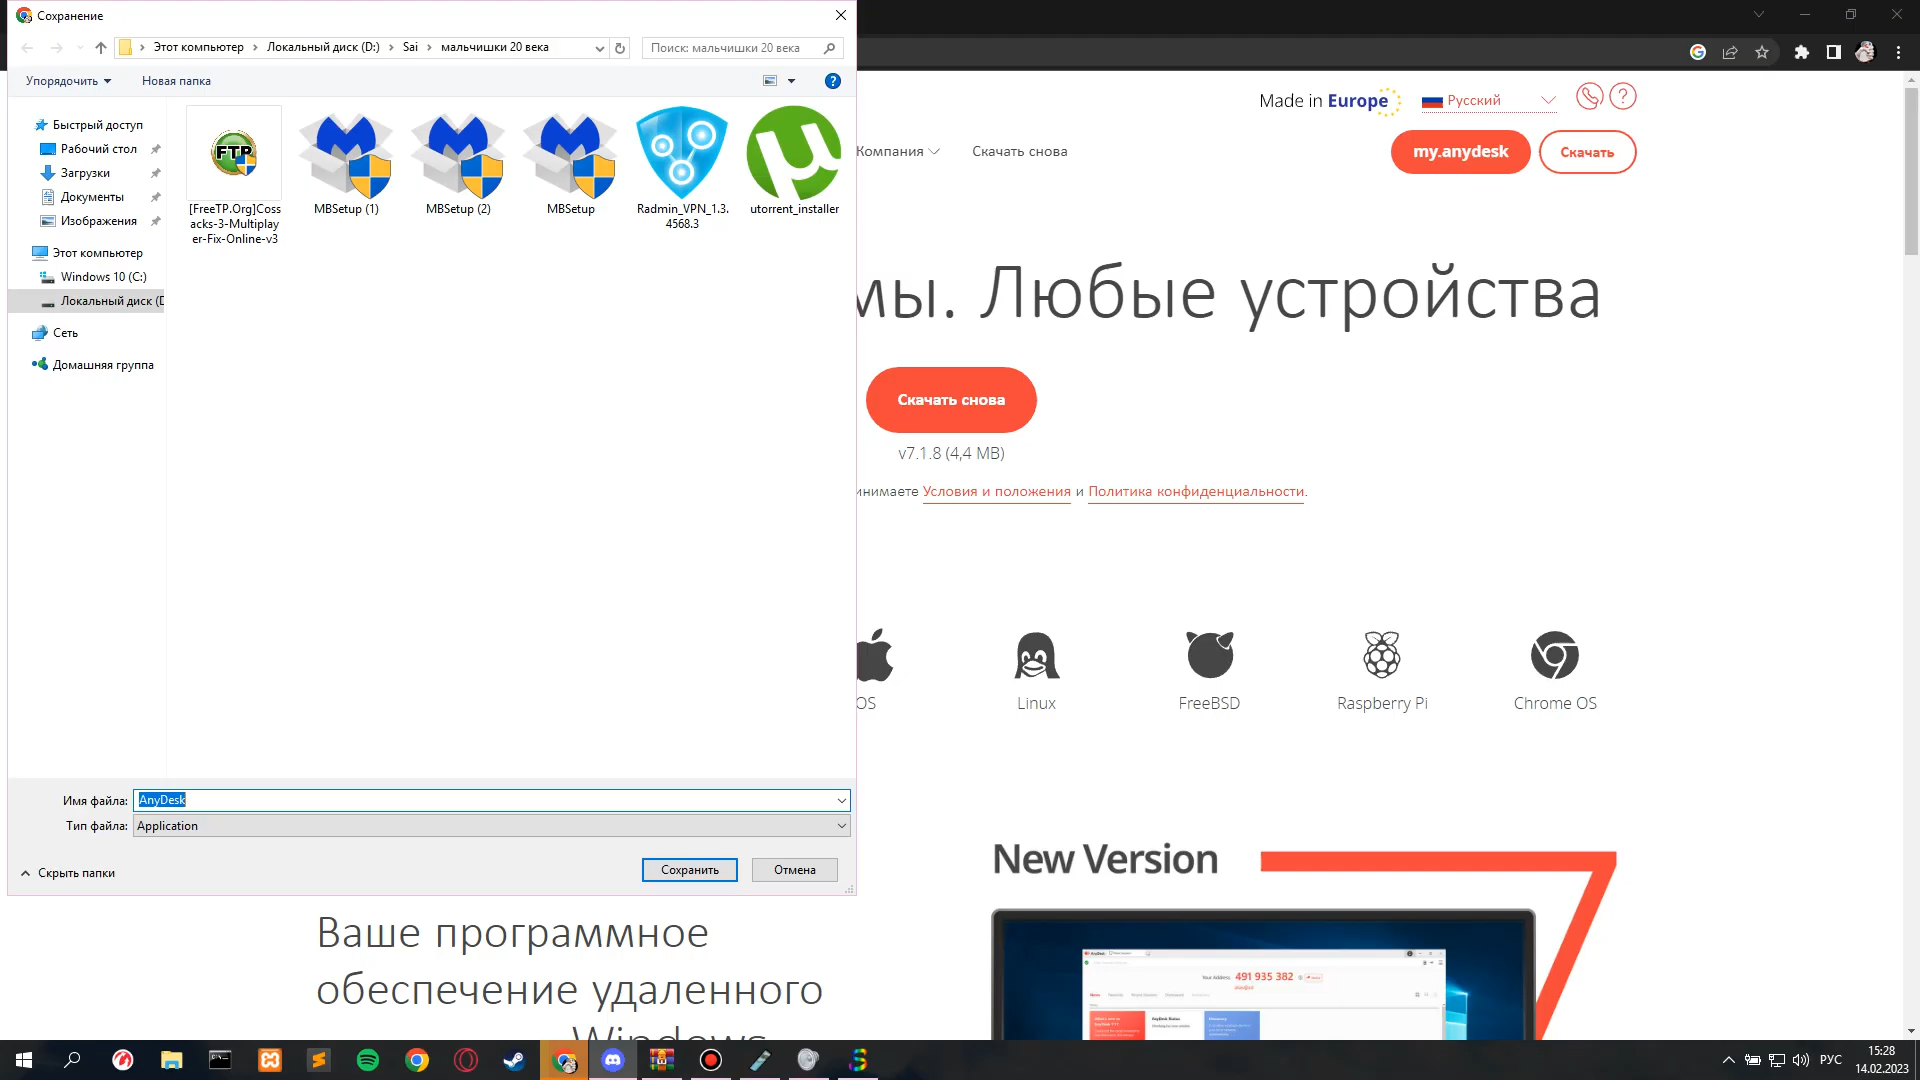 Сохранение
Этот компьютер
Локальный диск (D:)
Sai
мальчишки 20 века
Поиск: мальчишки 20 века
Упорядочить
Новая папка
Быстрый доступ
Рабочий стол
Загрузки
Документы
Изображения
Этот компьютер
Windows 10 (C:)
Локальный диск (D
Сеть
Домашняя группа
FTP
[FreeTP.Org]Coss
acks-3-Multiplay
er-Fix-Online-v3
MBSetup (1)
MBSetup (2)
MBSetup
Radmin_VPN_1.3.
4568.3
utorrent_installer
Имя файла:
AnyDesk
Тип файла:
Application
Скрыть папки
Сохранить
Отмена
Made in Europe
Русский
Компания
Скачать снова
my.anydesk
Скачать
мы. Любые устройства
Скачать снова
v7.1.8 (4,4 MB)
инимаете Условия и положения и Политика конфиденциальности.
OS
Linux
FreeBSD
Raspberry Pi
Chrome OS
New Version
Your Address
491 935 382
Ваше программное
обеспечение удаленного
Windows
РУС
15:28
14.02.2023